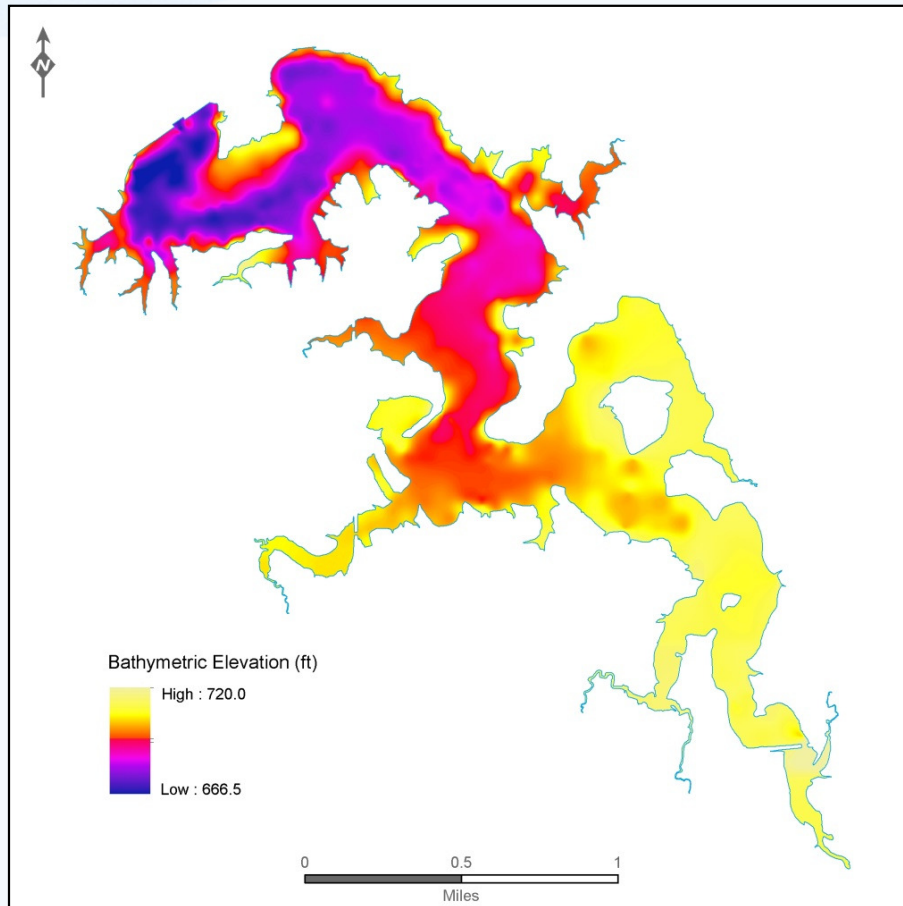 N
Bathymetric Elevation (ft)
High : 720.0
Low : 666.5
0 0.5 1
Miles